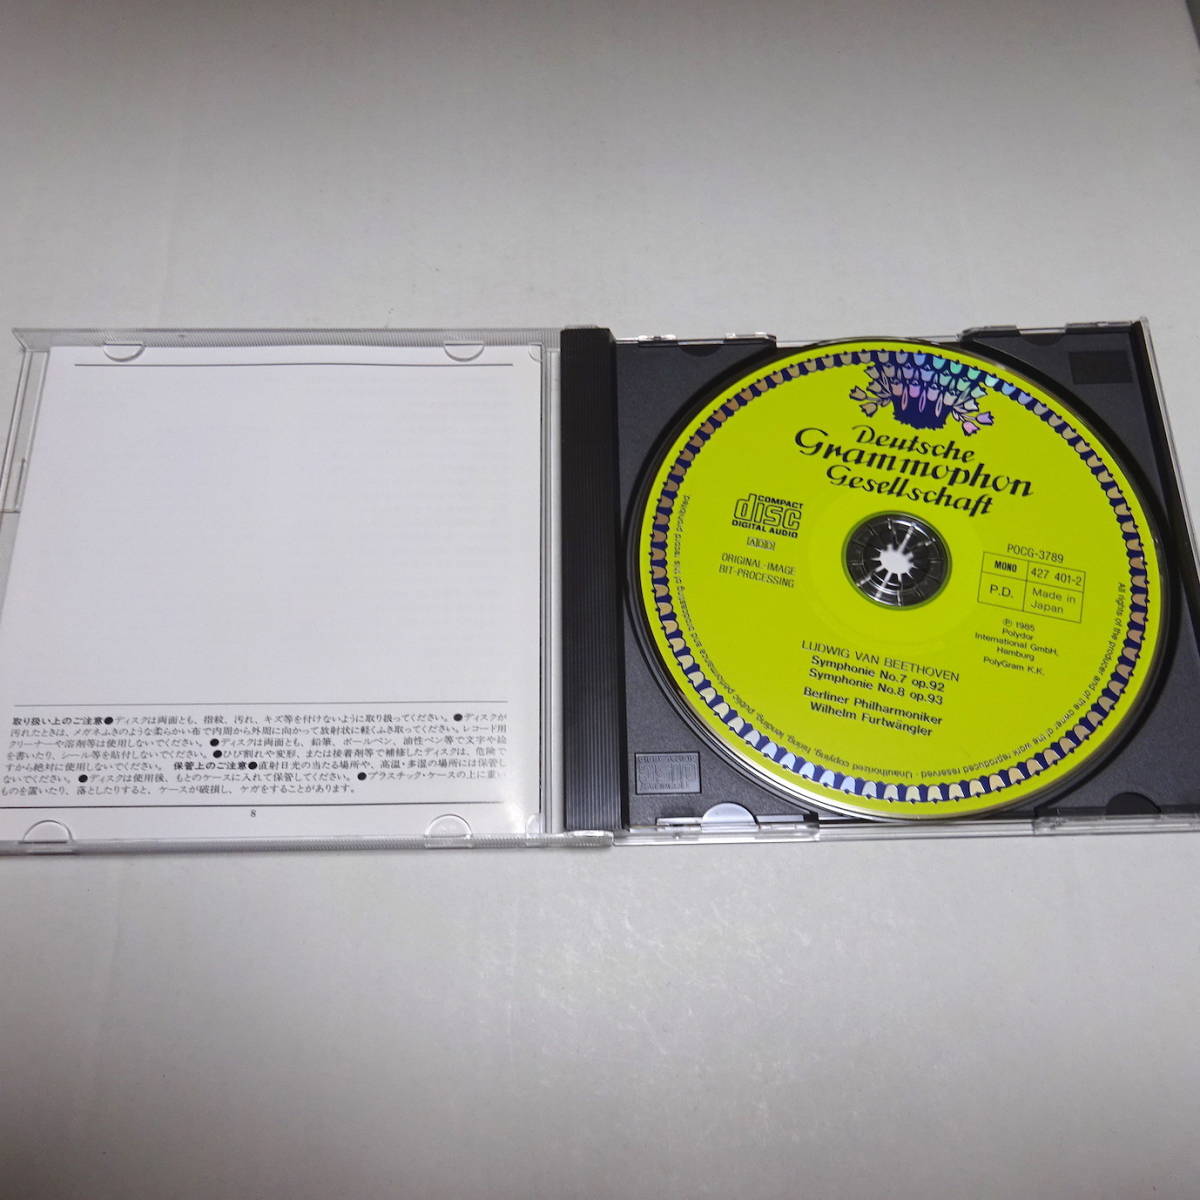 取り扱い上のご注意●ディスクは両面とも、指紋、汚れ、キズ等を付けないように取り扱ってください。●ディスクが
汚れたときは、メガネふきのような柔らかい布で内周から外周に向かって放射状に軽くふき取ってください。レコード用
クリーナーや溶剤等は使用しないでください。●ディスクは両面とも、鉛筆、ボールペン、油性ペン等で文字や絵
を書いたり、シール等を貼付しないでください。●ひび割れや変形、または接着剤等で補修したディスクは、危険で
すから絶対に使用しないでください。 保管上のご注意●直射日光の当たる場所や、高温・多湿の場所には保管し
ないでください。●ディスクは使用後、もとのケースに入れて保管してください。●プラスチック・ケースの上に重い
ものを置いたり、落としたりすると、ケースが破損し、ケガをすることがあります。
8
Deutsche
Grammophon
Gesellschaft
COMPACT
disc
DIGITAL AUDIO
ADD
ORIGINAL-IMAGE
BIT-PROCESSING
POCG-3789
MONO 427 401-2
P.D. Made in
Japan
℗ 1985
Polydor
International GmbH,
Hamburg
PolyGram K.K.
LUDWIG VAN BEETHOVEN
Symphonie No.7 op.92
Symphonie No.8 op.93
Berliner Philharmoniker
Wilhelm Furtwängler
All rights of the producer and of the owner of the work reproduced reserved · Unauthorized copying, hiring, lending, public performance and broadcasting of this record prohibited